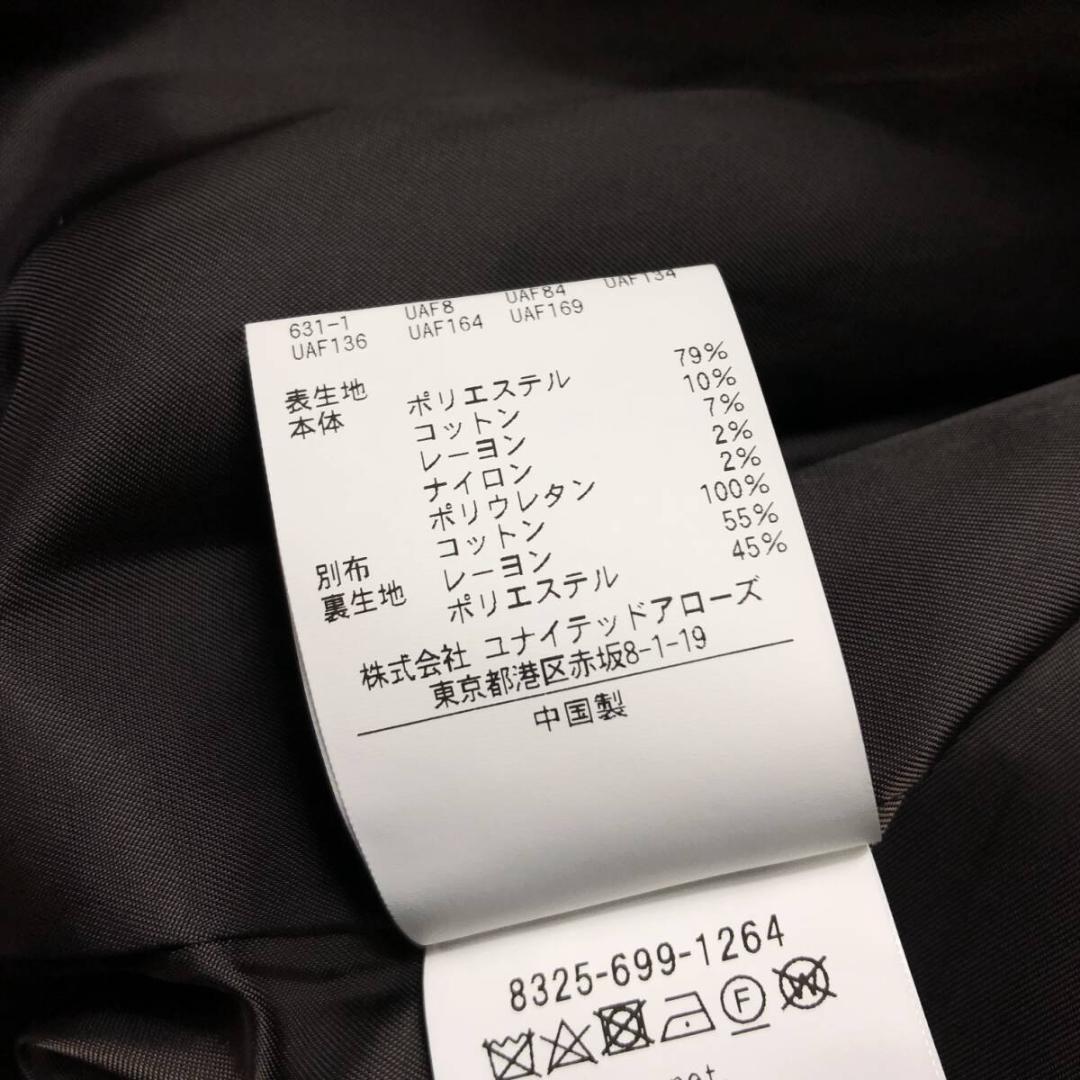 631-1 UAF8 UAF84 UAF134
UAF136 UAF164 UAF169
表生地 ポリエステル 79%
本体 コットン 10%
レーヨン 7%
ナイロン 2%
ポリウレタン 2%
別布 コットン 100%
裏生地 レーヨン 55%
ポリエステル 45%
株式会社 ユナイテッドアローズ
東京都港区赤坂8-1-19
中国製
8325-699-1264
F W